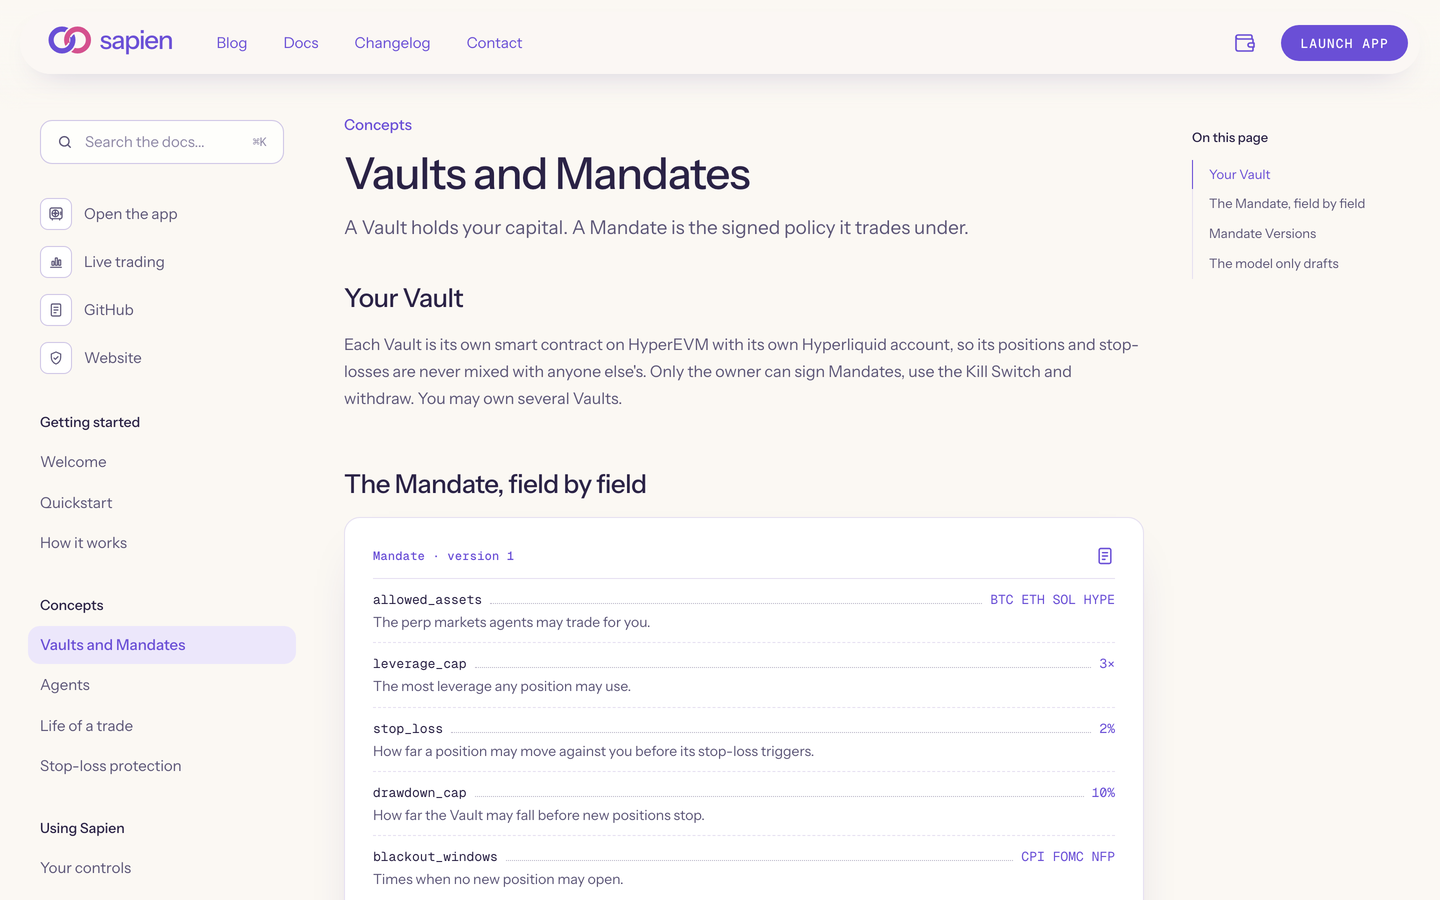 sapien
Blog
Docs
Changelog
Contact
LAUNCH APP
Search the docs...
⌘K
Open the app
Live trading
GitHub
Website
Getting started
Welcome
Quickstart
How it works
Concepts
Vaults and Mandates
Agents
Life of a trade
Stop-loss protection
Using Sapien
Your controls
Concepts
Vaults and Mandates
A Vault holds your capital. A Mandate is the signed policy it trades under.
Your Vault
Each Vault is its own smart contract on HyperEVM with its own Hyperliquid account, so its positions and stop-
losses are never mixed with anyone else's. Only the owner can sign Mandates, use the Kill Switch and
withdraw. You may own several Vaults.
The Mandate, field by field
Mandate · version 1
allowed_assets BTC ETH SOL HYPE
The perp markets agents may trade for you.
leverage_cap 3×
The most leverage any position may use.
stop_loss 2%
How far a position may move against you before its stop-loss triggers.
drawdown_cap 10%
How far the Vault may fall before new positions stop.
blackout_windows CPI FOMC NFP
Times when no new position may open.
On this page
Your Vault
The Mandate, field by field
Mandate Versions
The model only drafts